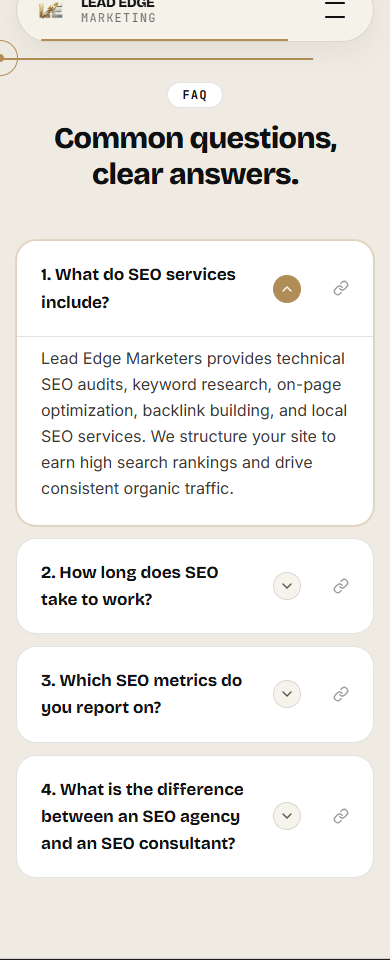 LEAD EDGE
MARKETING
FAQ
Common questions,
clear answers.
1. What do SEO services
include?
Lead Edge Marketers provides technical
SEO audits, keyword research, on-page
optimization, backlink building, and local
SEO services. We structure your site to
earn high search rankings and drive
consistent organic traffic.
2. How long does SEO
take to work?
3. Which SEO metrics do
you report on?
4. What is the difference
between an SEO agency
and an SEO consultant?